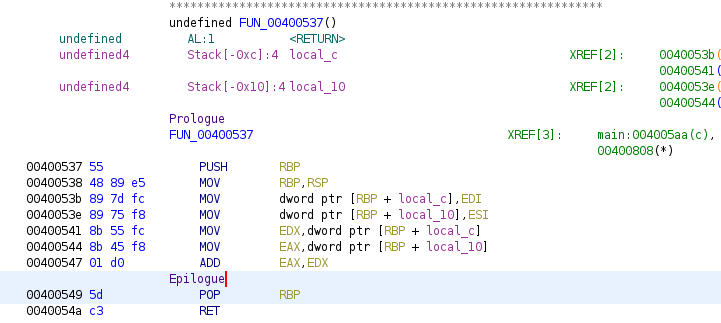 **************************************************************
undefined FUN_00400537()
undefined AL:1 <RETURN>
undefined4 Stack[-0xc]:4 local_c XREF[2]: 0040053b(
00400541(
undefined4 Stack[-0x10]:4 local_10 XREF[2]: 0040053e(
00400544(
Prologue
FUN_00400537 XREF[3]: main:004005aa(c),
00400808(*)
00400537 55 PUSH RBP
00400538 48 89 e5 MOV RBP,RSP
0040053b 89 7d fc MOV dword ptr [RBP + local_c],EDI
0040053e 89 75 f8 MOV dword ptr [RBP + local_10],ESI
00400541 8b 55 fc MOV EDX,dword ptr [RBP + local_c]
00400544 8b 45 f8 MOV EAX,dword ptr [RBP + local_10]
00400547 01 d0 ADD EAX,EDX
Epilogue
00400549 5d POP RBP
0040054a c3 RET